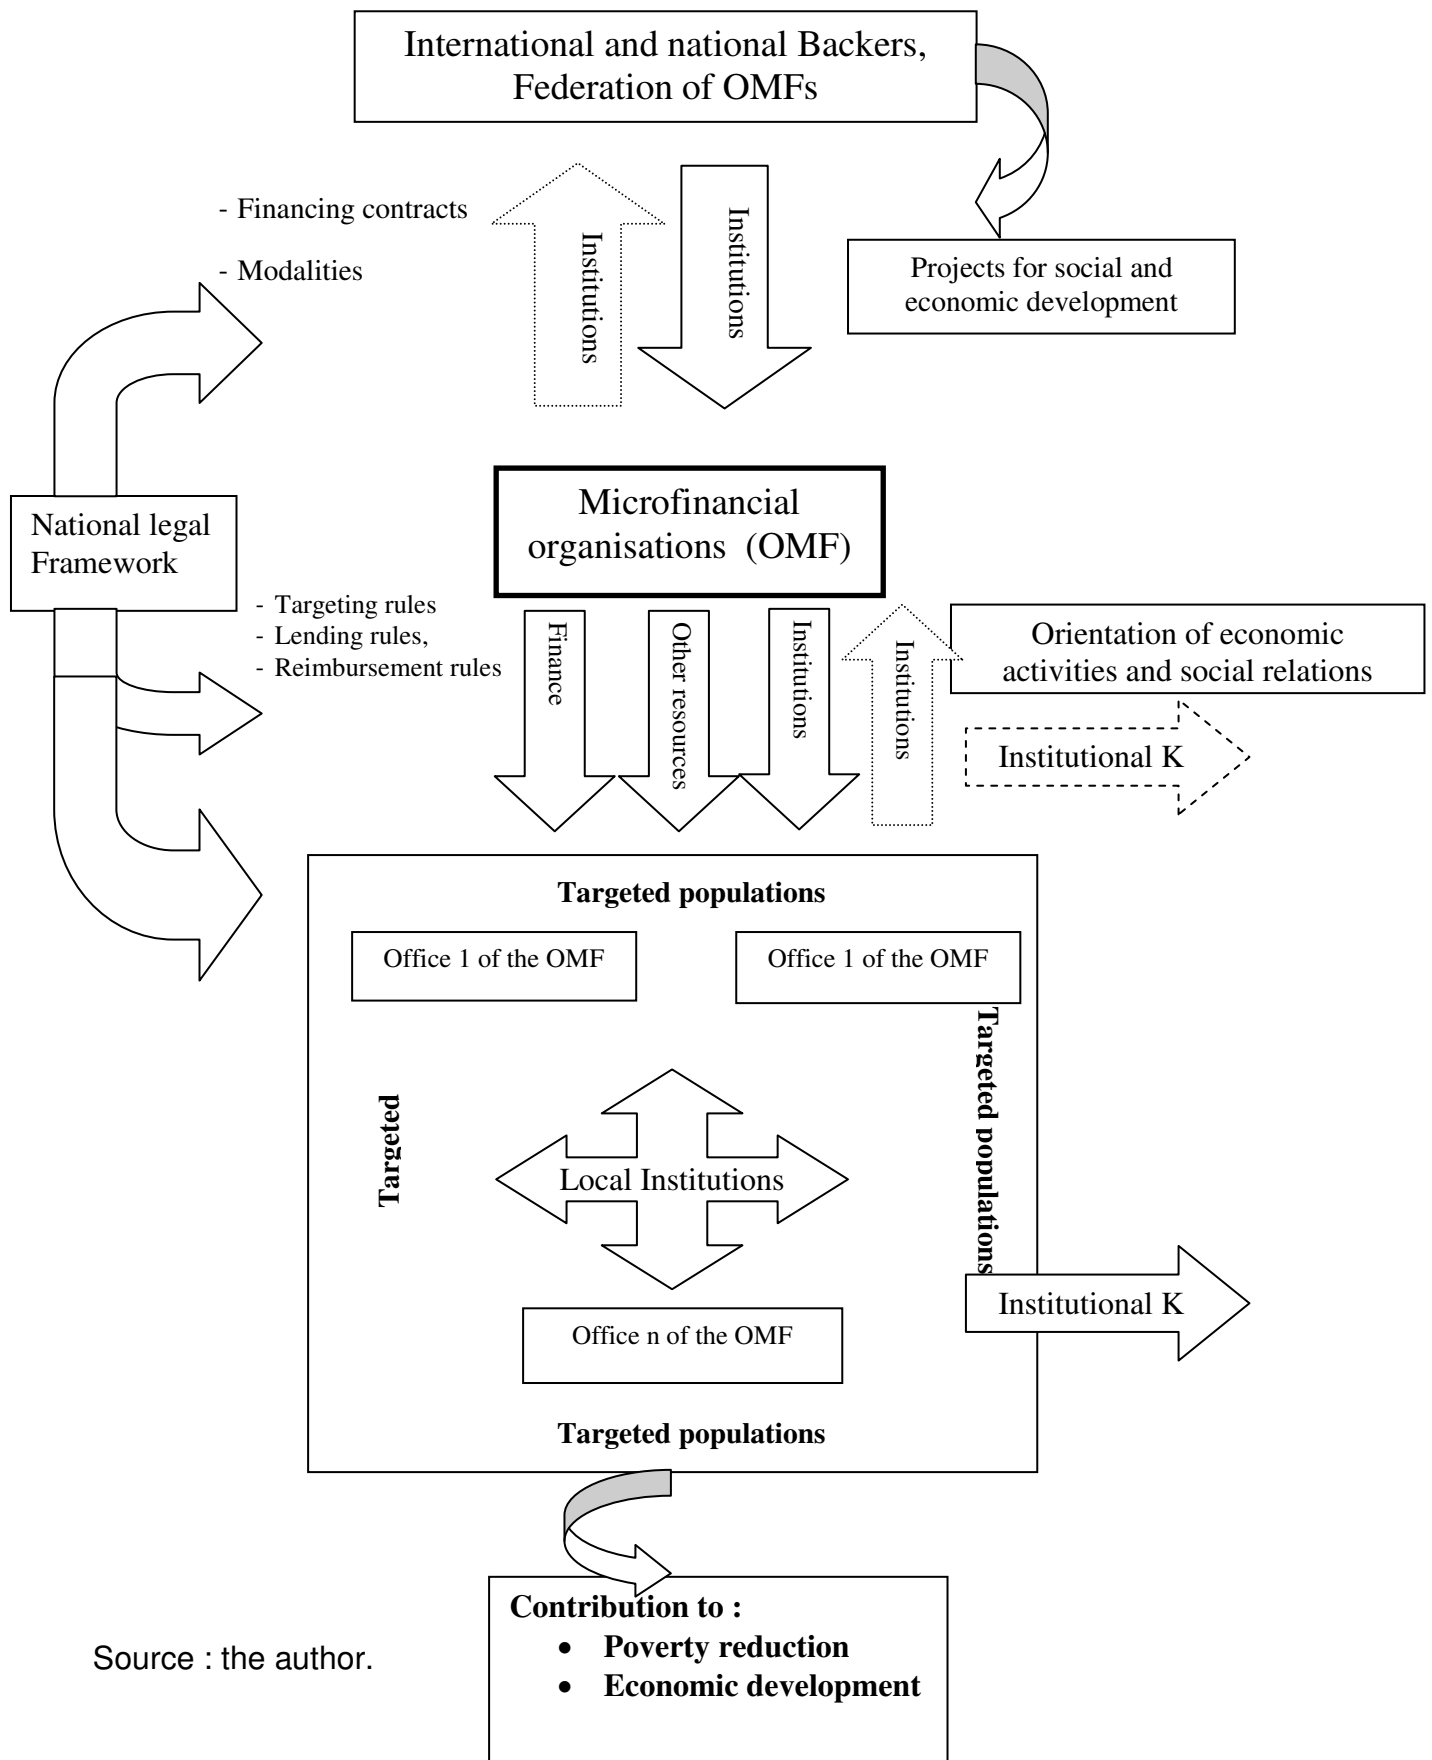 International and national Backers,
Federation of OMFs
- Financing contracts
- Modalities
Institutions
Institutions
Projects for social and
economic development
National legal
Framework
Microfinancial
organisations (OMF)
- Targeting rules
- Lending rules,
- Reimbursement rules
Finance
Other resources
Institutions
Institutions
Orientation of economic
activities and social relations
Institutional K
Targeted populations
Office 1 of the OMF
Office 1 of the OMF
Targeted
Targeted populations
Local Institutions
Institutional K
Office n of the OMF
Targeted populations
Contribution to :
• Poverty reduction
• Economic development
Source : the author.